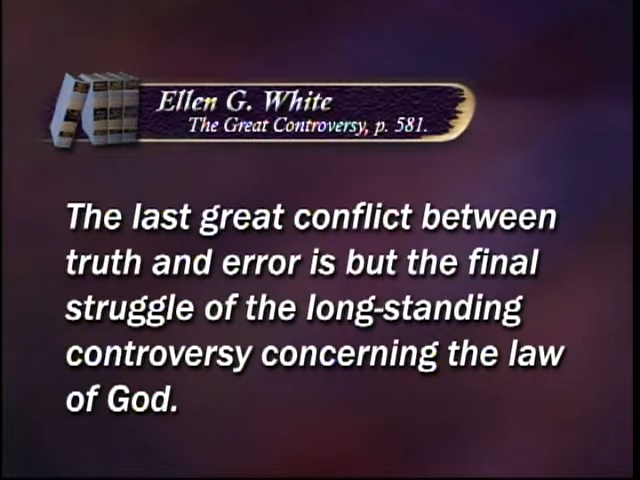 Ellen G. White
The Great Controversy, p. 581.
The last great conflict between
truth and error is but the final
struggle of the long-standing
controversy concerning the law
of God.